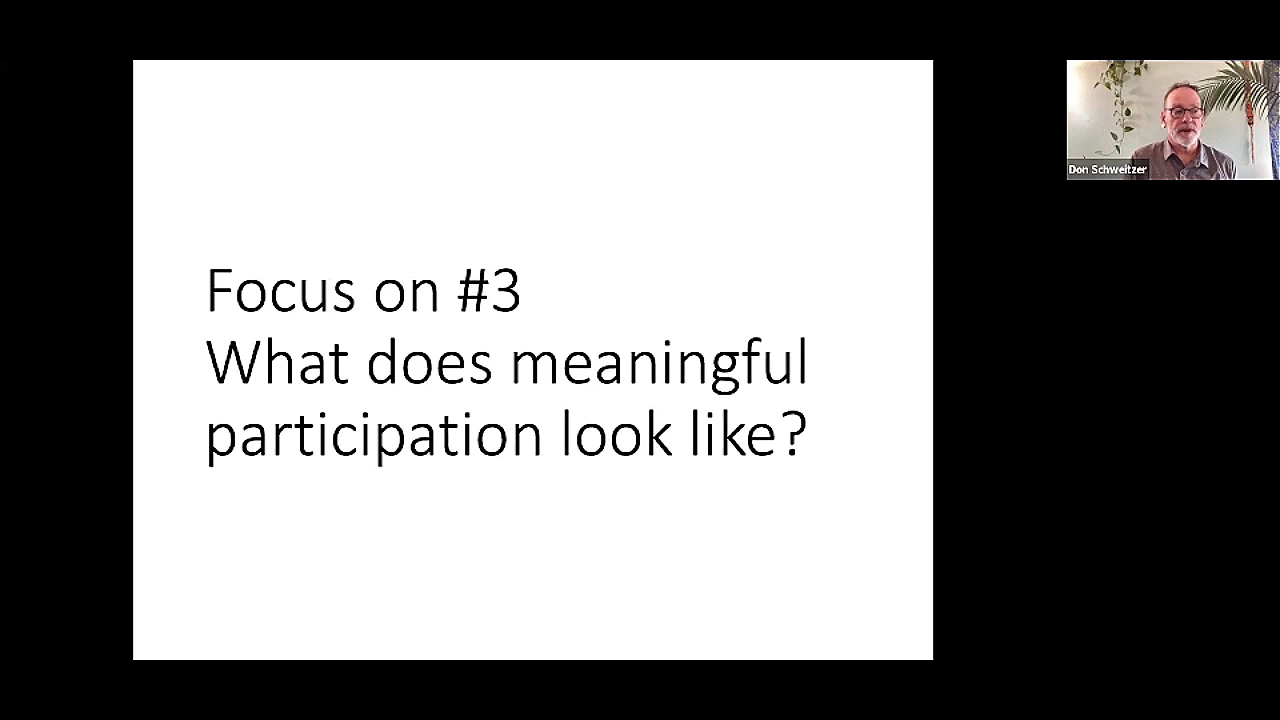 Focus on #3
What does meaningful
participation look like?
Don Schweitzer